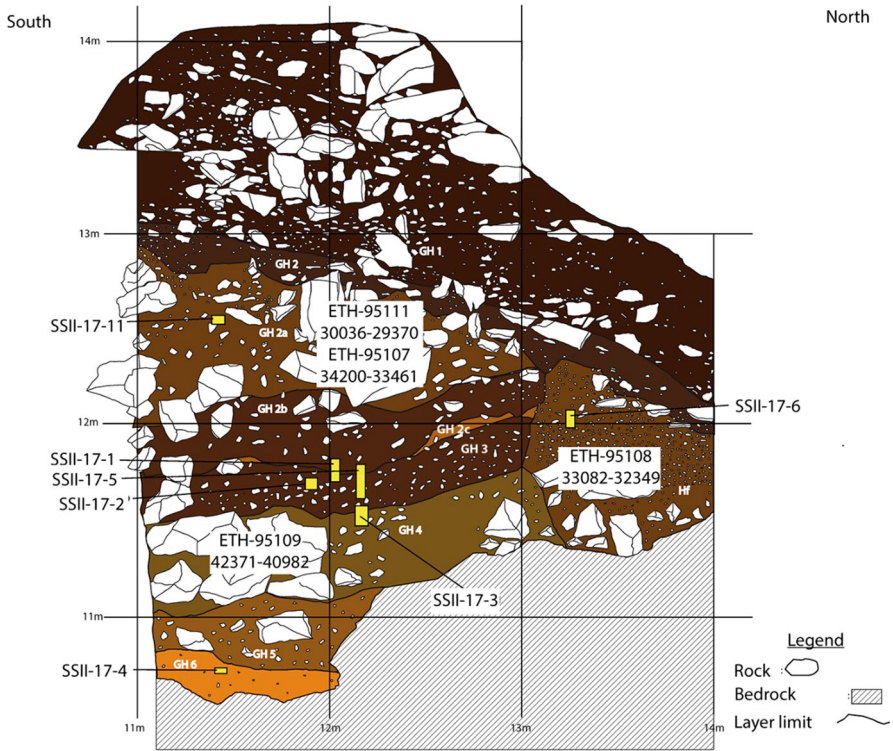 South
North
14m
13m
GH 1
GH 2
SSII-17-11
GH 2a
ETH-95111
30036-29370
ETH-95107
34200-33461
GH 2b
12m
GH 2c
SSII-17-6
GH 3
SSII-17-1
SSII-17-5
SSII-17-2
ETH-95108
33082-32349
Hf
GH 4
ETH-95109
42371-40982
SSII-17-3
11m
GH 5
GH 6
SSII-17-4
Legend
Rock :
Bedrock :
Layer limit
11m
12m
13m
14m